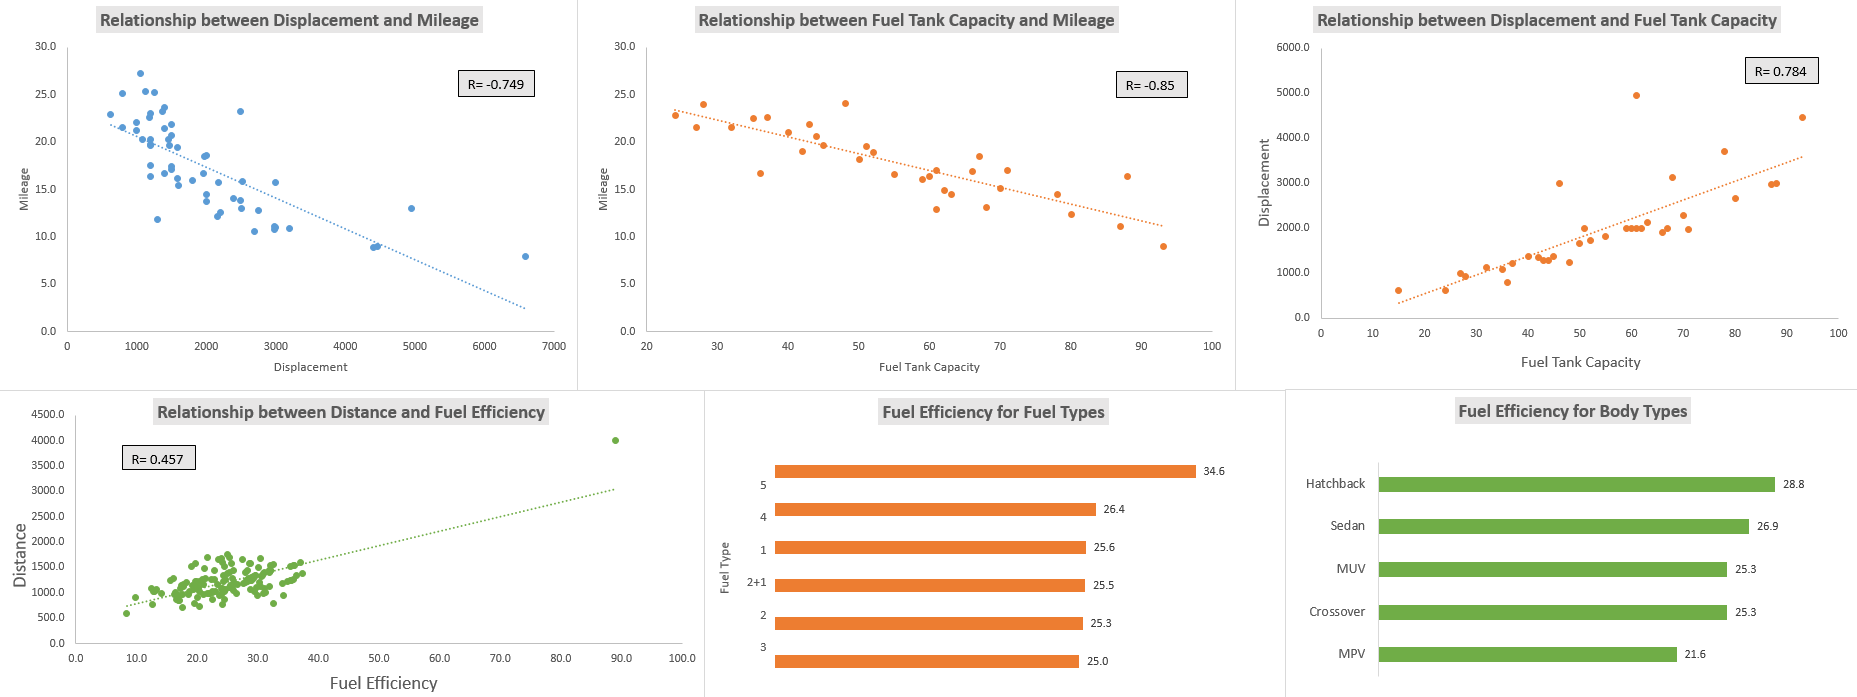 Relationship between Displacement and Mileage
30.0
25.0
20.0
15.0
10.0
5.0
0.0
Mileage
R= -0.749
0 1000 2000 3000 4000 5000 6000 7000
Displacement
Relationship between Fuel Tank Capacity and Mileage
30.0
25.0
20.0
15.0
10.0
5.0
0.0
Mileage
R= -0.85
20 30 40 50 60 70 80 90 100
Fuel Tank Capacity
Relationship between Displacement and Fuel Tank Capacity
6000.0
5000.0
4000.0
3000.0
2000.0
1000.0
0.0
Displacement
R= 0.784
0 10 20 30 40 50 60 70 80 90 100
Fuel Tank Capacity
Relationship between Distance and Fuel Efficiency
4500.0
4000.0
3500.0
3000.0
2500.0
2000.0
1500.0
1000.0
500.0
0.0
Distance
R= 0.457
0.0 10.0 20.0 30.0 40.0 50.0 60.0 70.0 80.0 90.0 100.0
Fuel Efficiency
Fuel Efficiency for Fuel Types
Fuel Type
34.6
5
26.4
4
25.6
1
25.5
2+1
25.3
2
3
25.0
Fuel Efficiency for Body Types
Hatchback 28.8
Sedan 26.9
MUV 25.3
Crossover 25.3
MPV 21.6